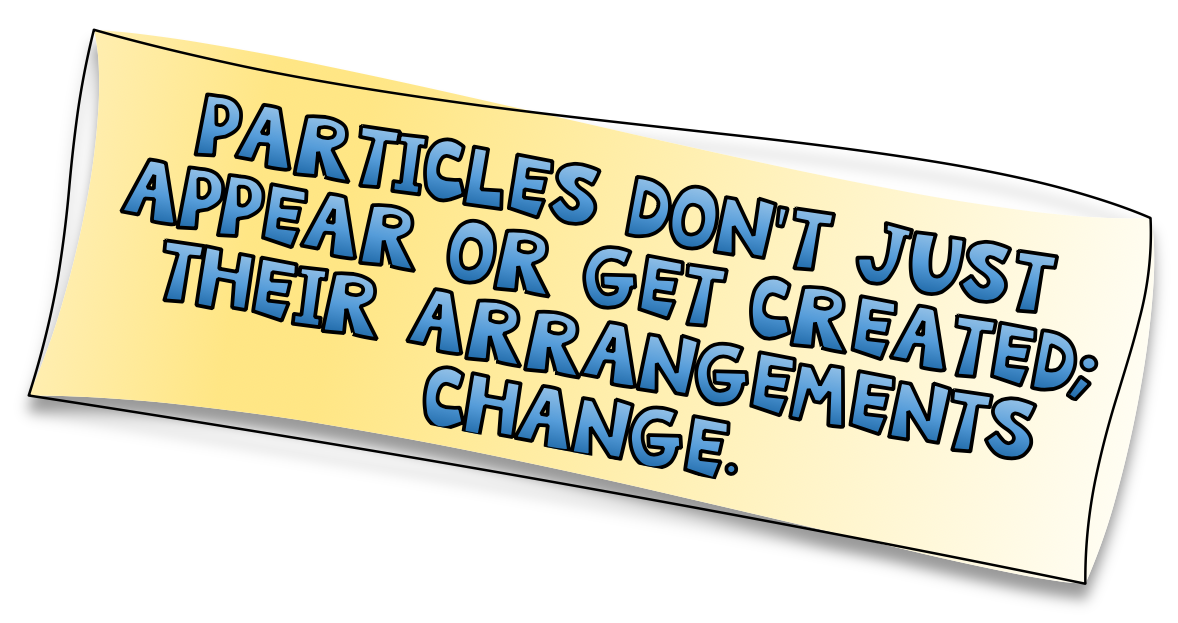 PARTICLES DON'T JUST
APPEAR OR GET CREATED;
THEIR ARRANGEMENTS
CHANGE.